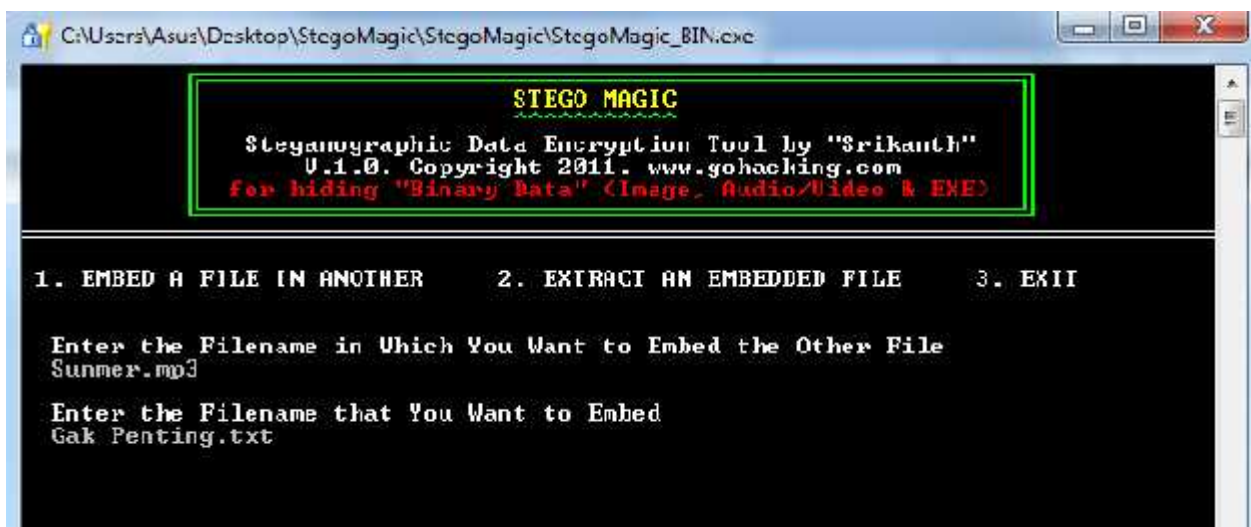 C:\Users\Asus\Desktop\StegoMagic\StegoMagic\StegoMagic_BIN.exe
STEGO MAGIC
Steganographic Data Encryption Tool by "Srikanth"
V.1.0. Copyright 2011. www.gohacking.com
For hiding "Binary Data" (Image, Audio/Video & EXE)
1. EMBED A FILE IN ANOTHER 2. EXTRACT AN EMBEDDED FILE 3. EXIT
Enter the Filename in Which You Want to Embed the Other File
Sunmer.mp3
Enter the Filename that You Want to Embed
Gak Penting.txt